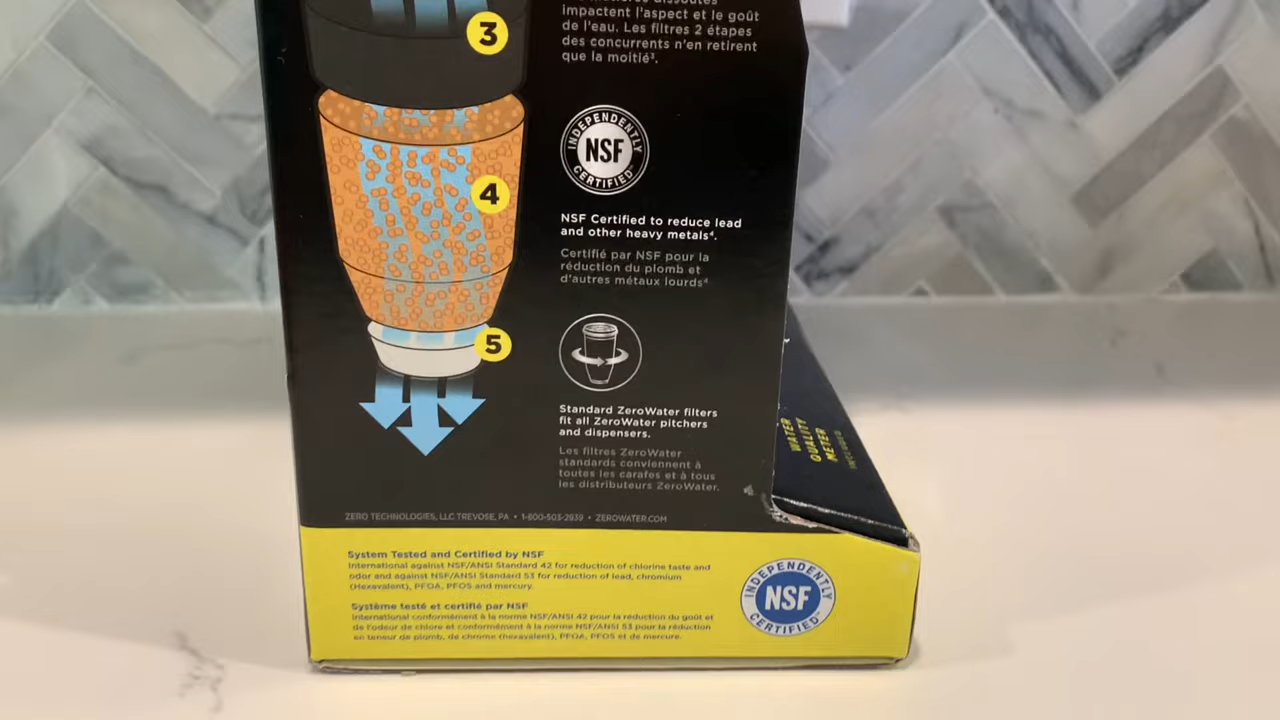 3
impactent l'aspect et le goût
de l'eau. Les filtres 2 étapes
des concurrents n'en retirent
que la moitié³.
INDEPENDENTLY
NSF
CERTIFIED™
4
NSF Certified to reduce lead
and other heavy metals⁴.
Certifié par NSF pour la
réduction du plomb et
d'autres métaux lourds⁴
5
Standard ZeroWater filters
fit all ZeroWater pitchers
and dispensers.
Les filtres ZeroWater
standards conviennent à
toutes les carafes et à tous
les distributeurs ZeroWater.
WATER
QUALITY
METER
INCLUDED
ZERO TECHNOLOGIES, LLC TREVOSE, PA • 1-800-503-2939 • ZEROWATER.COM
System Tested and Certified by NSF
International against NSF/ANSI Standard 42 for reduction of chlorine taste and
odor and against NSF/ANSI Standard 53 for reduction of lead, chromium
(Hexavalent), PFOA, PFOS and mercury.
Système testé et certifié par NSF
International conformément à la norme NSF/ANSI 42 pour la réduction du goût et
de l'odeur de chlore et conformément à la norme NSF/ANSI 53 pour la réduction
en teneur de plomb, de chrome (hexavalent), PFOA, PFOS et de mercure.
INDEPENDENTLY
NSF
CERTIFIED™